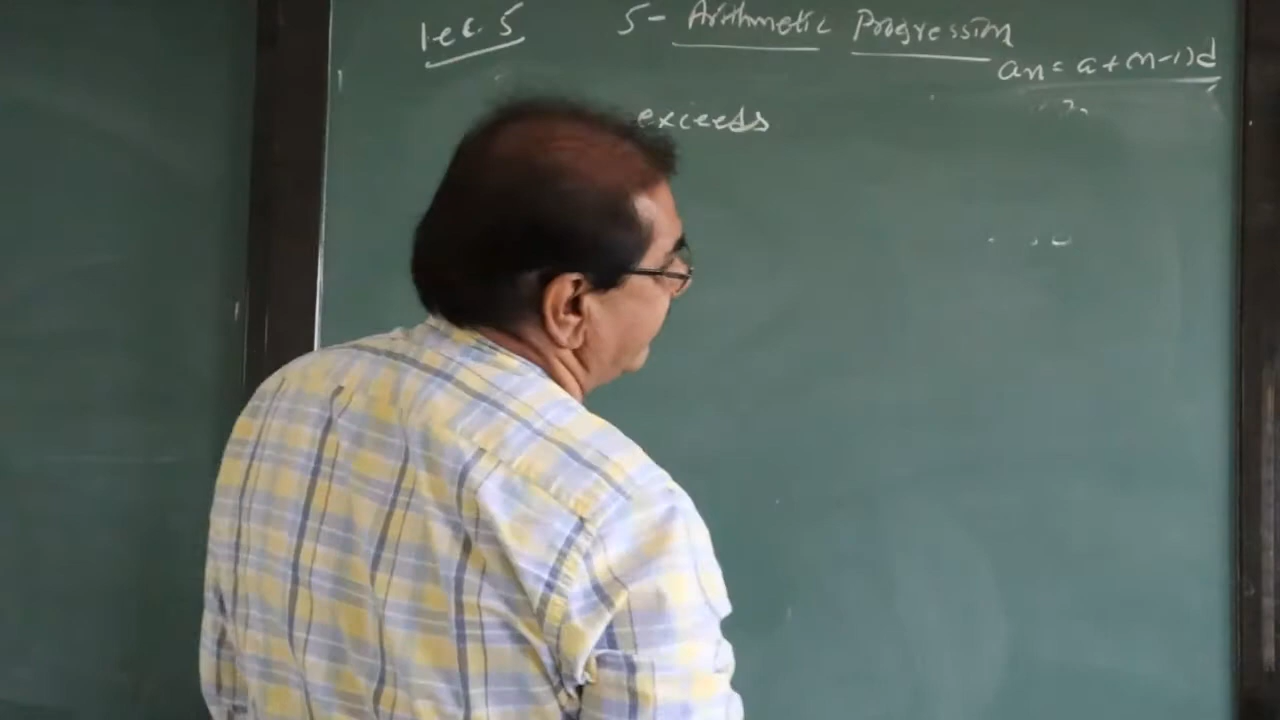 Lec. 5 5- Arithmetic Progression
an = a + (n-1)d
exceeds